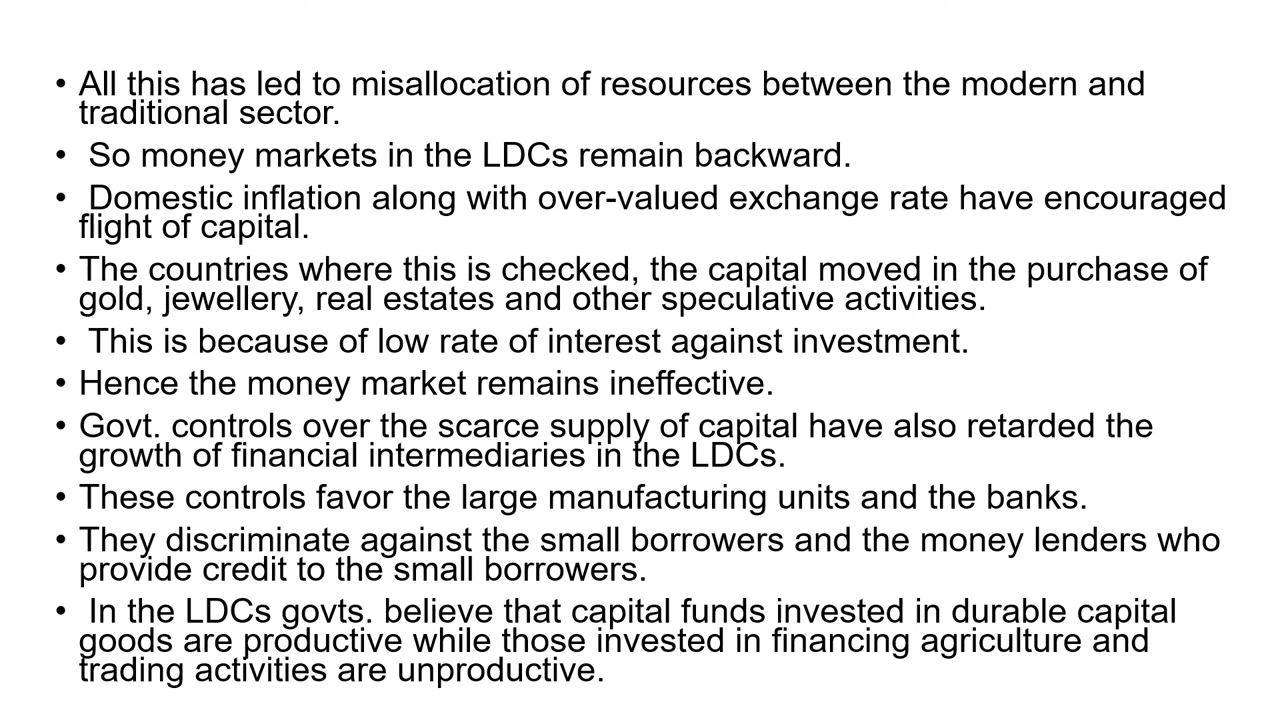 • All this has led to misallocation of resources between the modern and
traditional sector.
• So money markets in the LDCs remain backward.
• Domestic inflation along with over-valued exchange rate have encouraged
flight of capital.
• The countries where this is checked, the capital moved in the purchase of
gold, jewellery, real estates and other speculative activities.
• This is because of low rate of interest against investment.
• Hence the money market remains ineffective.
• Govt. controls over the scarce supply of capital have also retarded the
growth of financial intermediaries in the LDCs.
• These controls favor the large manufacturing units and the banks.
• They discriminate against the small borrowers and the money lenders who
provide credit to the small borrowers.
• In the LDCs govts. believe that capital funds invested in durable capital
goods are productive while those invested in financing agriculture and
trading activities are unproductive.